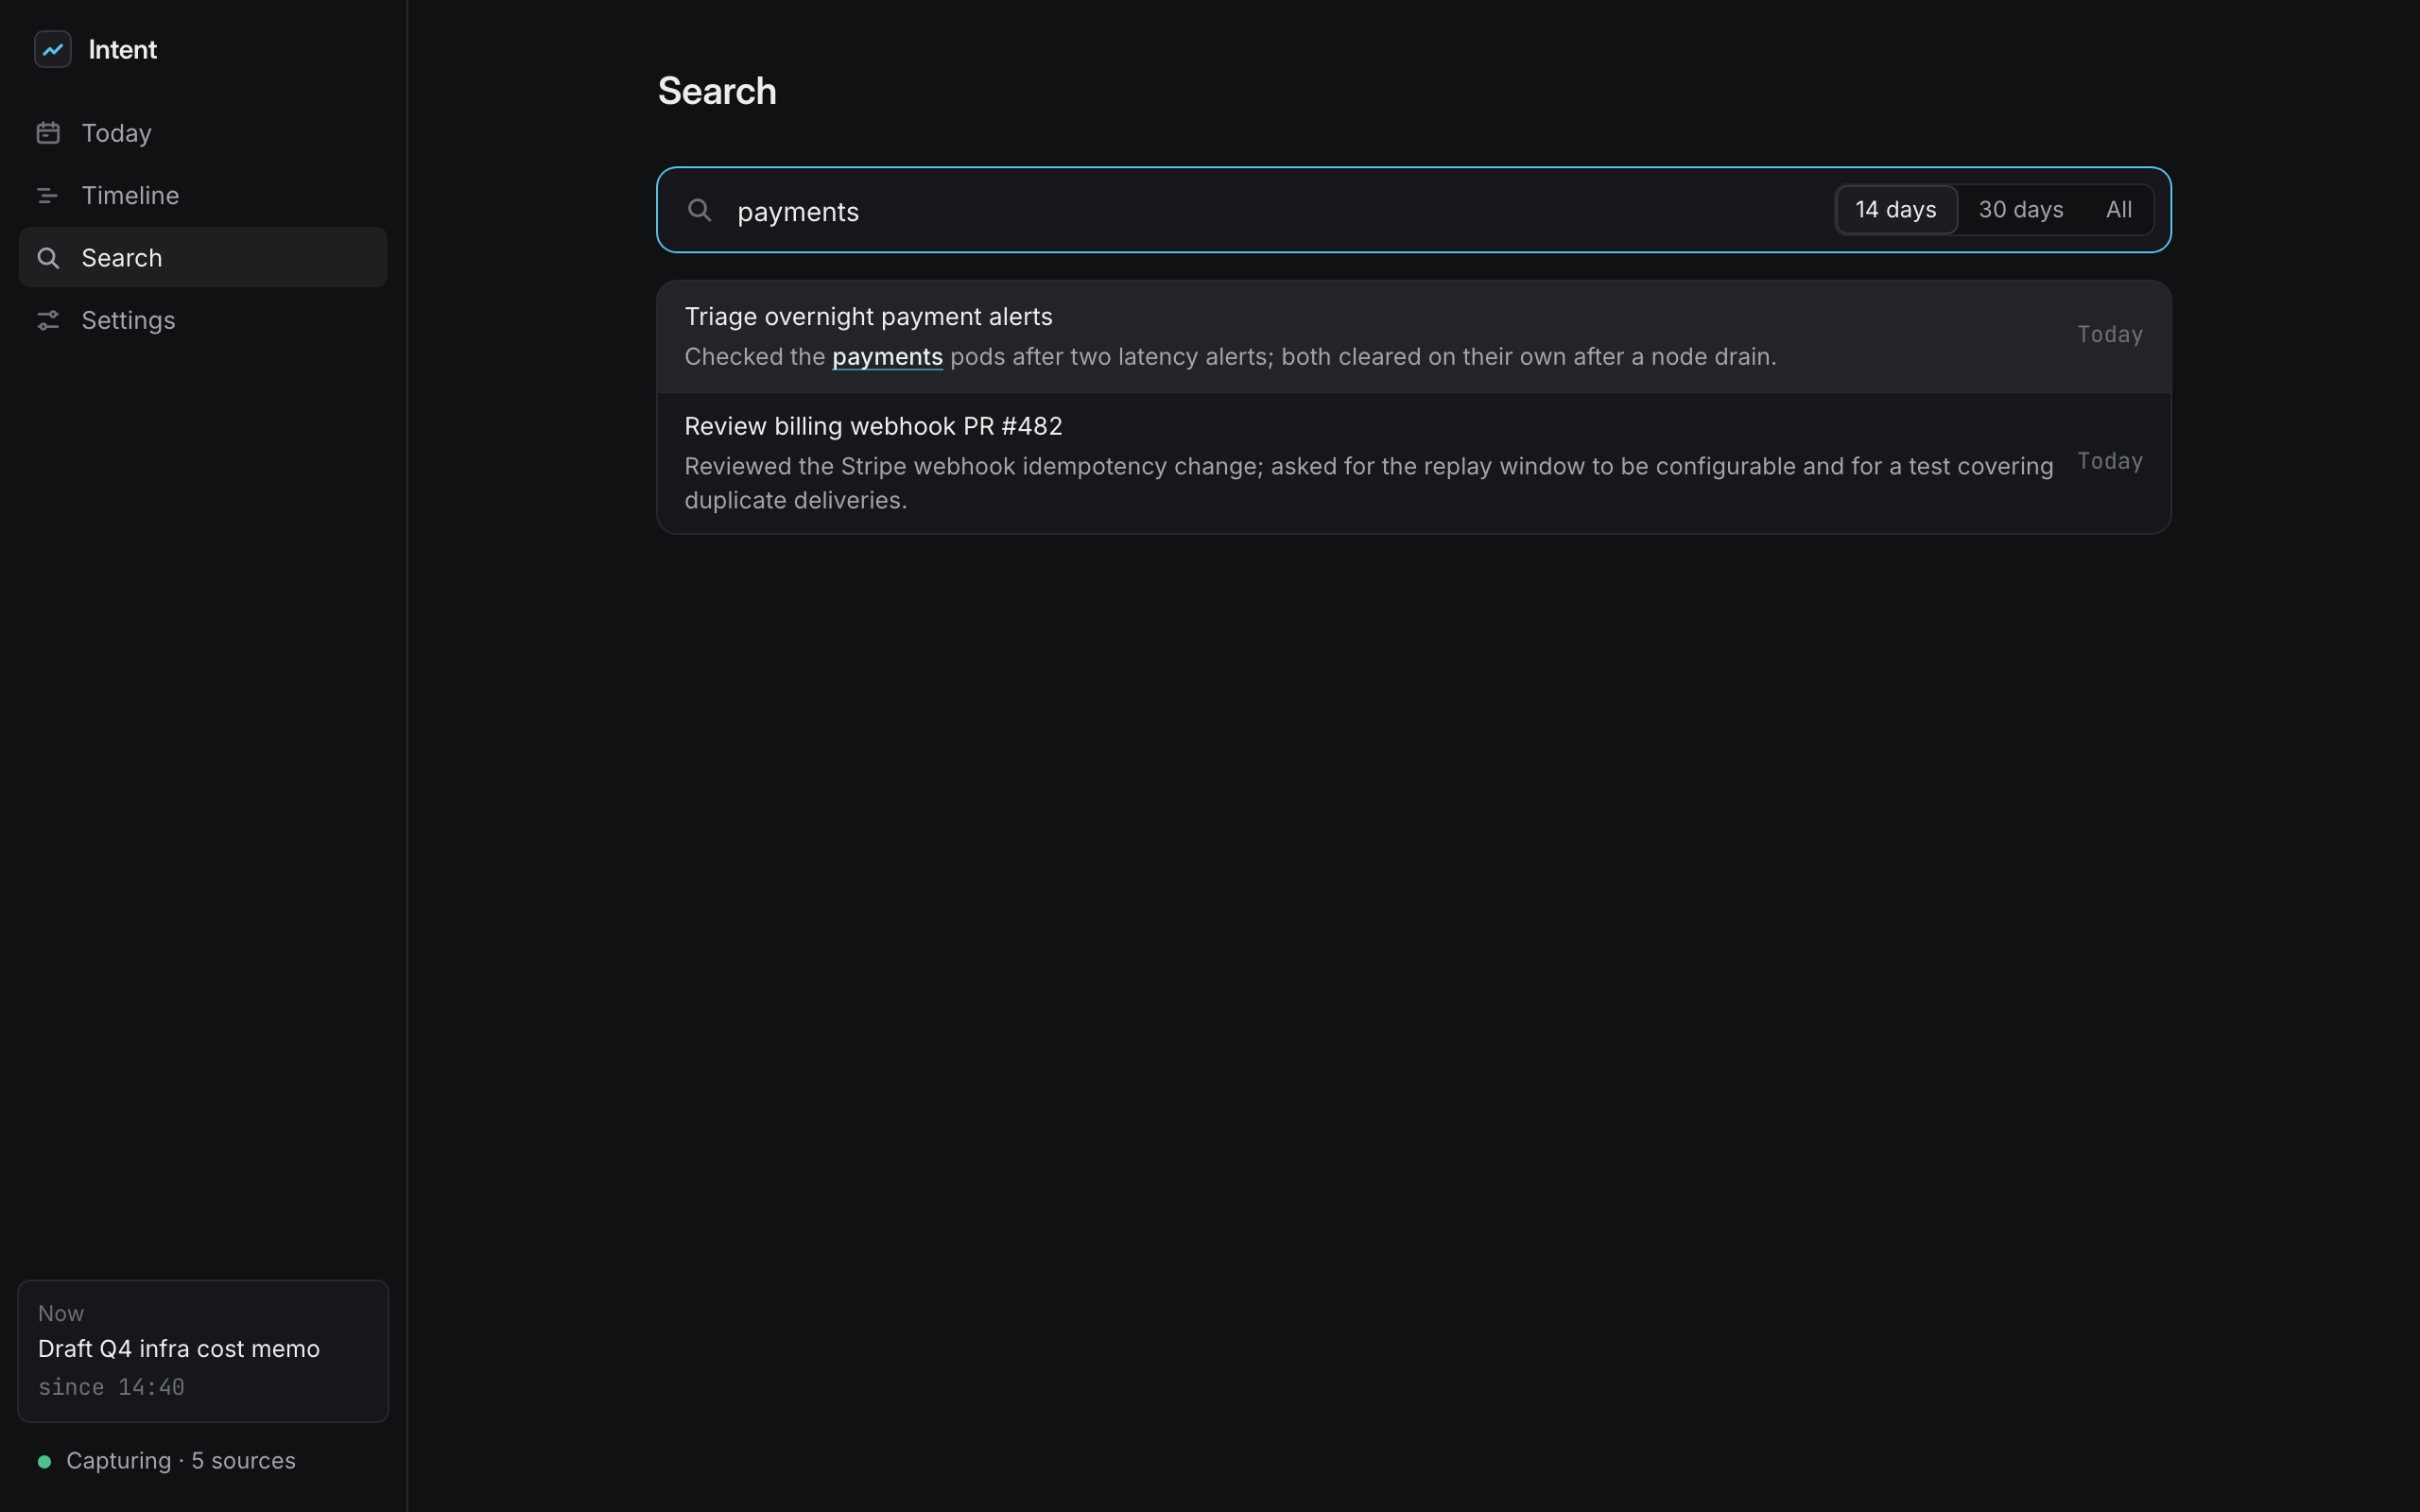 Intent
Today
Timeline
Search
Settings
Now
Draft Q4 infra cost memo
since 14:40
Capturing · 5 sources
Search
payments
14 days
30 days
All
Triage overnight payment alerts
Checked the payments pods after two latency alerts; both cleared on their own after a node drain.
Today
Review billing webhook PR #482
Reviewed the Stripe webhook idempotency change; asked for the replay window to be configurable and for a test covering
duplicate deliveries.
Today